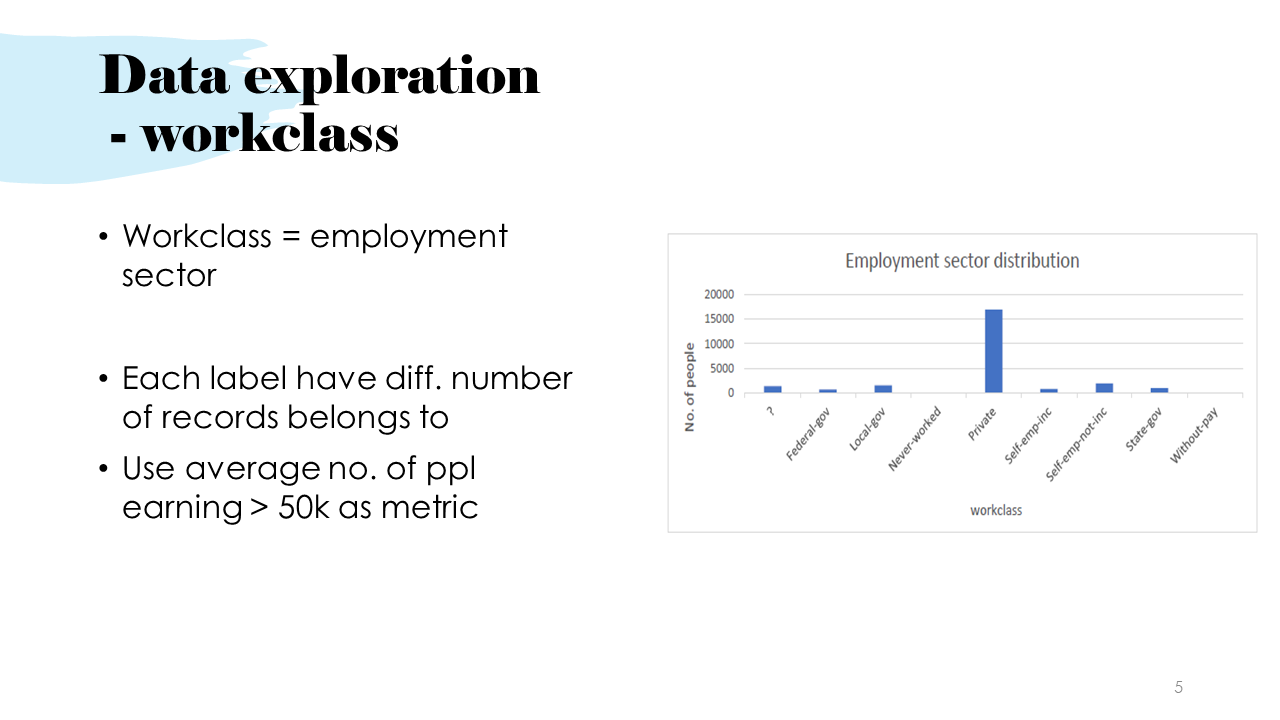 Data exploration
- workclass
• Workclass = employment
sector
• Each label have diff. number
of records belongs to
• Use average no. of ppl
earning > 50k as metric
Employment sector distribution
No. of people
20000
15000
10000
5000
0
?
Federal-gov
Local-gov
Never-worked
Private
Self-emp-inc
Self-emp-not-inc
State-gov
Without-pay
workclass
5